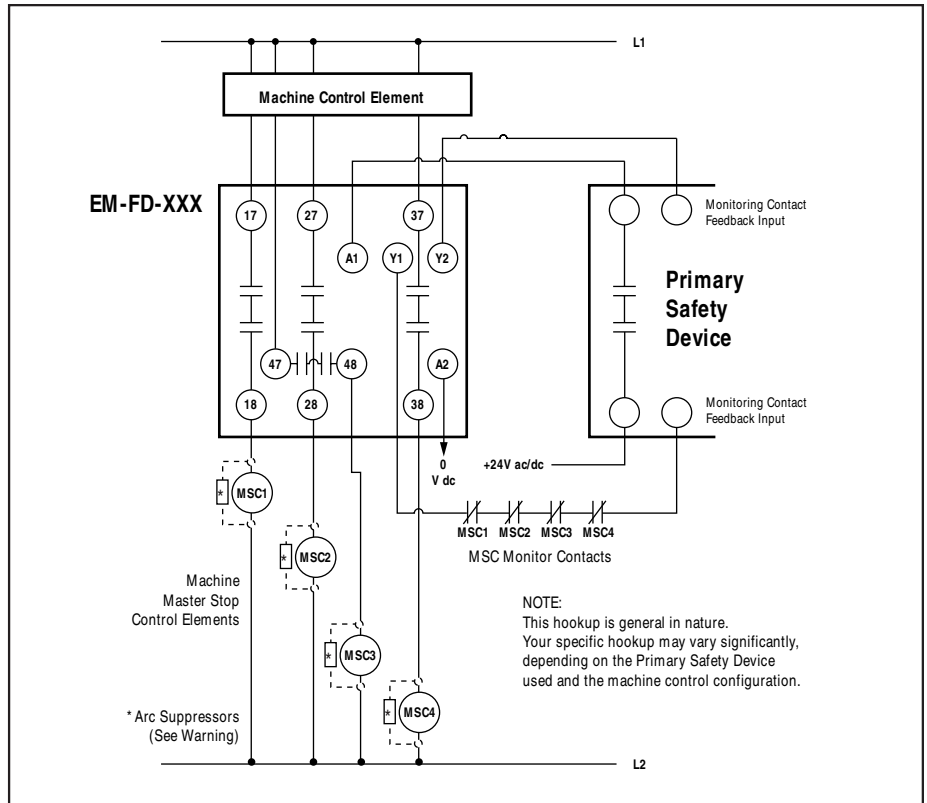 L1
Machine Control Element
EM-FD-XXX
17
27
37
A1
Y1
Y2
Monitoring Contact
Feedback Input
Primary
Safety
Device
47
48
A2
18
28
38
Monitoring Contact
Feedback Input
0
V dc
+24V ac/dc
* MSC1
MSC1 MSC2 MSC3 MSC4
MSC Monitor Contacts
* MSC2
Machine
Master Stop
Control Elements
NOTE:
This hookup is general in nature.
Your specific hookup may vary significantly,
depending on the Primary Safety Device
used and the machine control configuration.
* MSC3
* MSC4
* Arc Suppressors
(See Warning)
L2